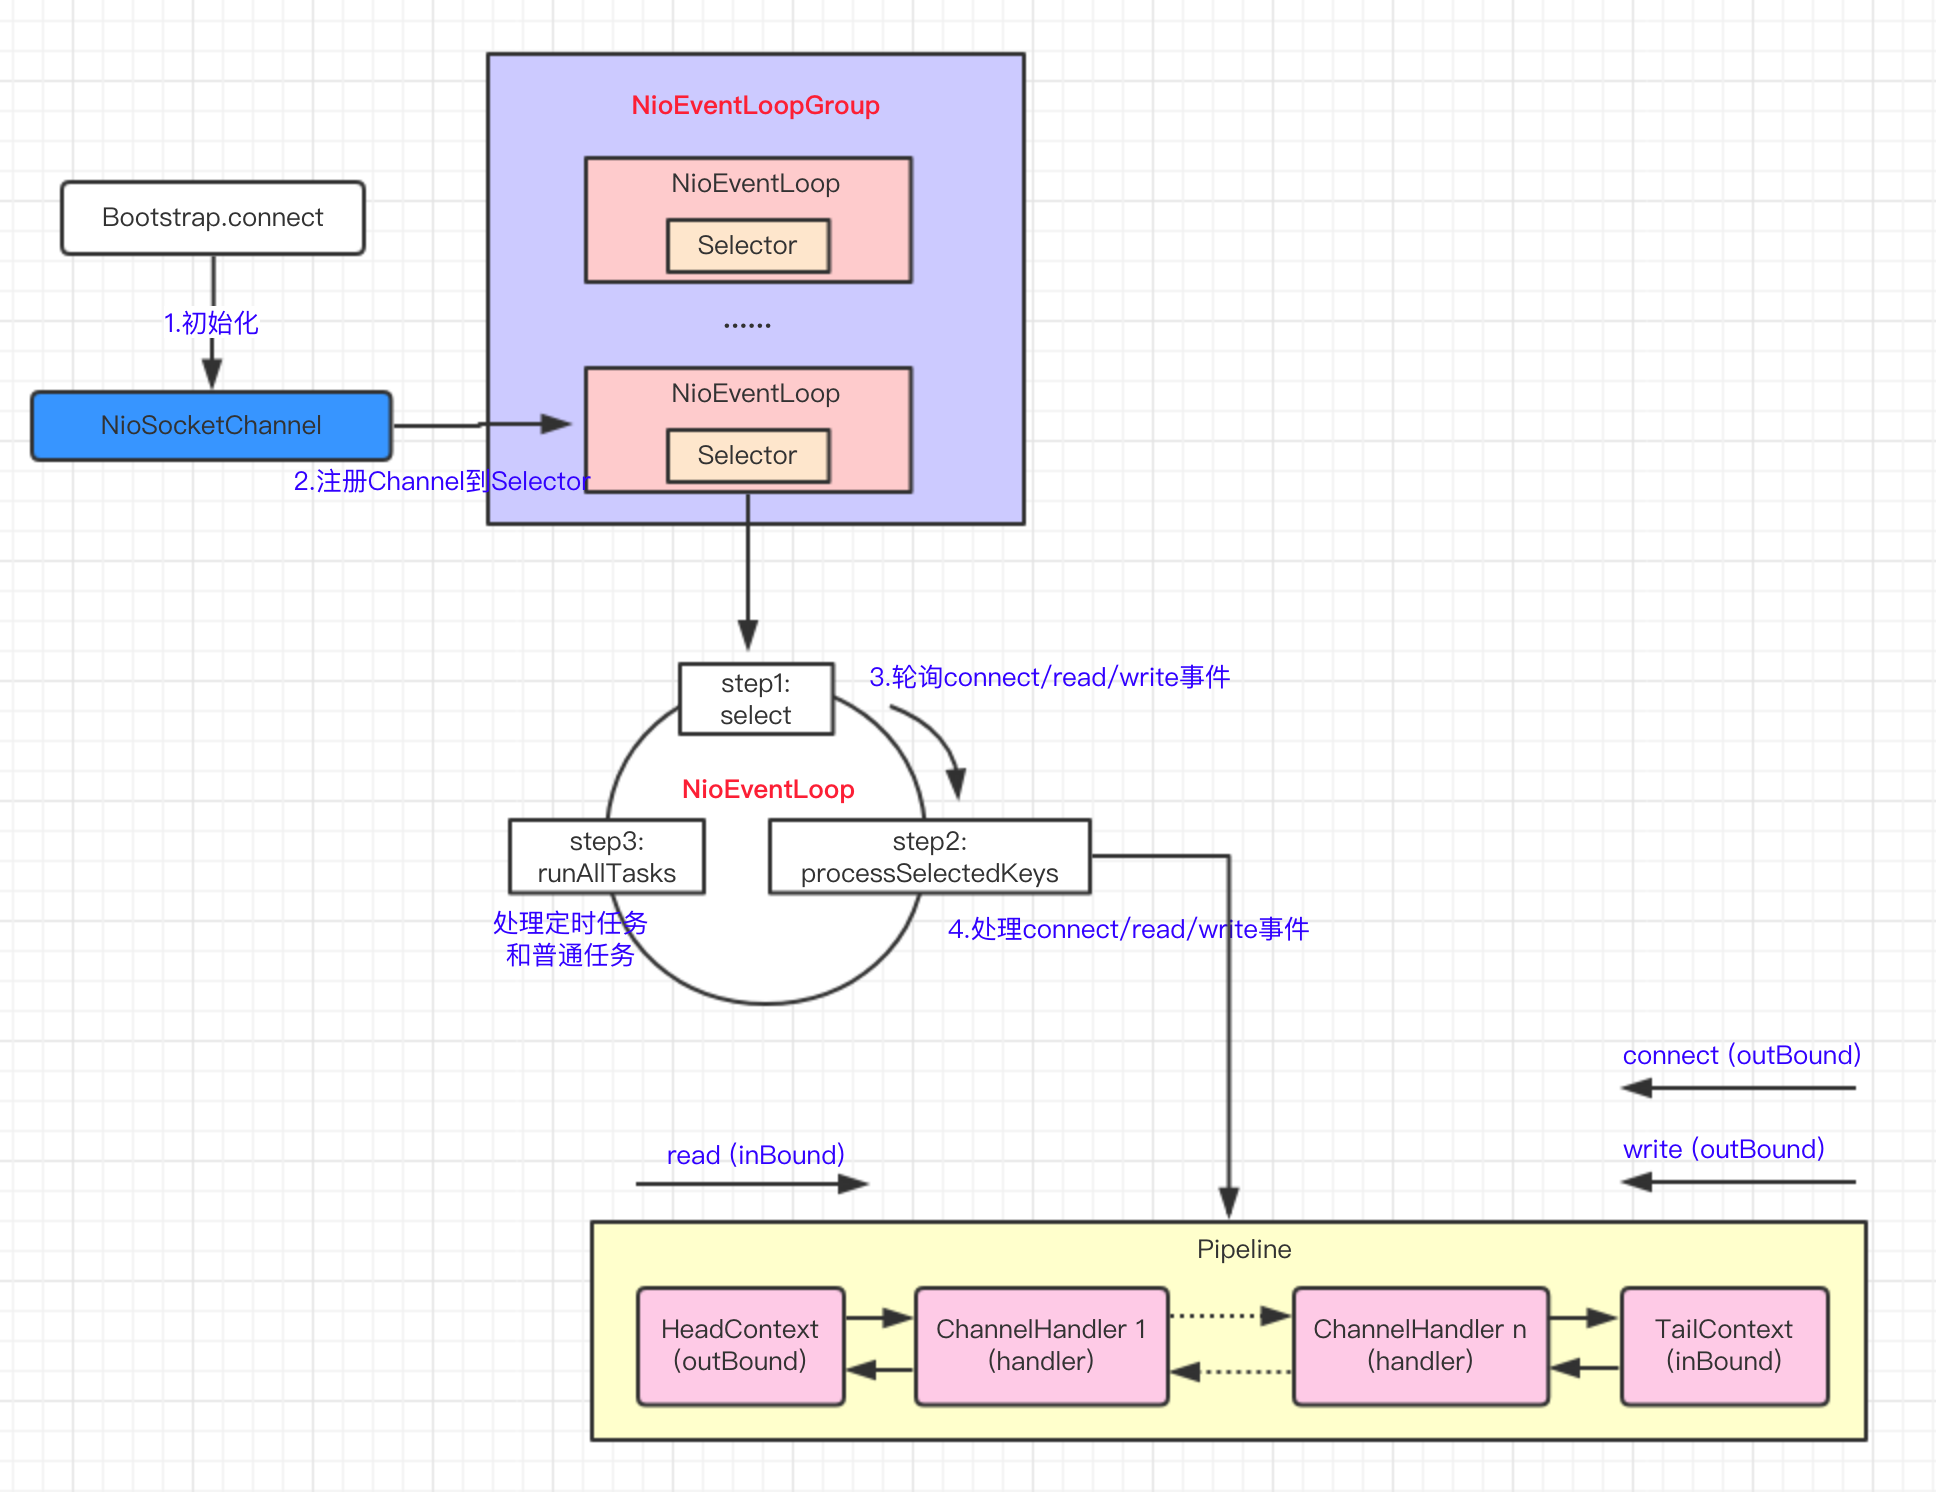 NioEventLoopGroup
NioEventLoop
Selector
Bootstrap.connect
......
1.初始化
NioEventLoop
NioSocketChannel
Selector
2.注册Channel到Selector
step1:
select
3.轮询connect/read/write事件
NioEventLoop
step3:
runAllTasks
step2:
processSelectedKeys
处理定时任务
和普通任务
4.处理connect/read/write事件
connect (outBound)
read (inBound)
write (outBound)
Pipeline
HeadContext
(outBound)
ChannelHandler 1
(handler)
ChannelHandler n
(handler)
TailContext
(inBound)